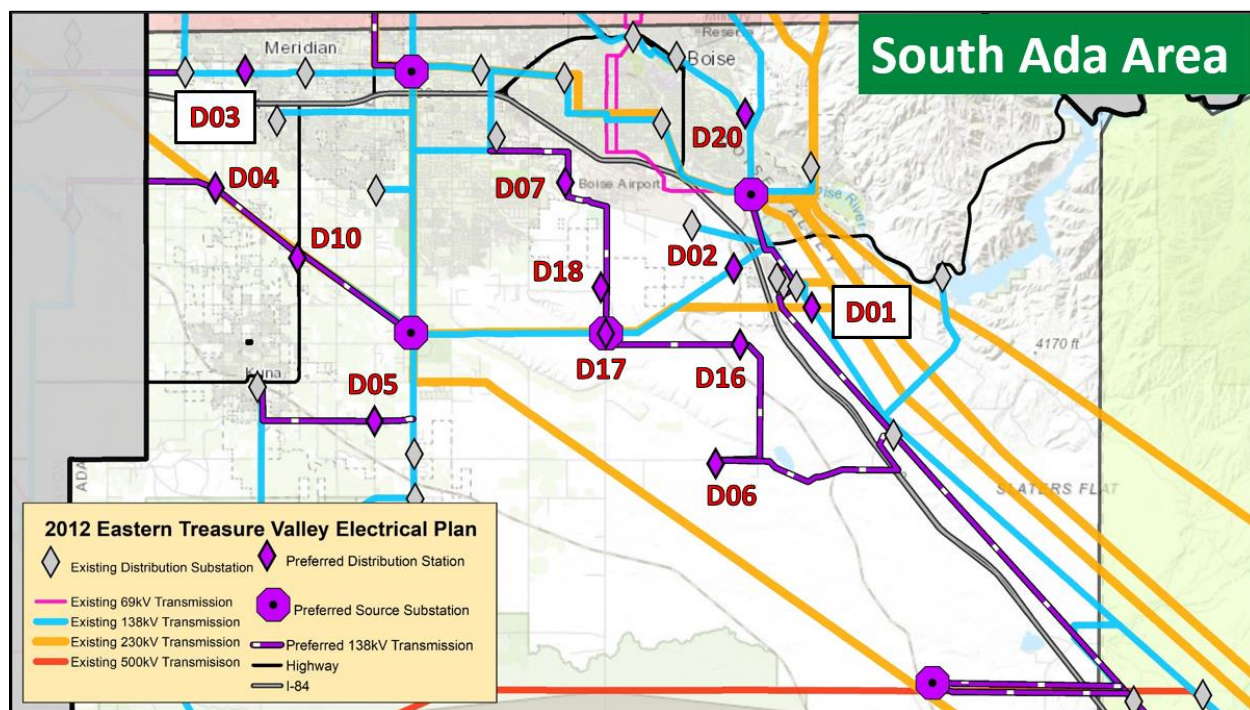 South Ada Area
Meridian
Military
Reserve
Boise
D03
D20
D04
D07
Boise Airport
Boise River
D10
D02
D18
D01
D17
D16
4170 ft
Kuna
D05
D06
ADA
SLATERS FLAT
2012 Eastern Treasure Valley Electrical Plan
Existing Distribution Substation
Preferred Distribution Station
Existing 69kV Transmission
Preferred Source Substation
Existing 138kV Transmission
Existing 230kV Transmission
Preferred 138kV Transmission
Existing 500kV Transmisison
Highway
I-84